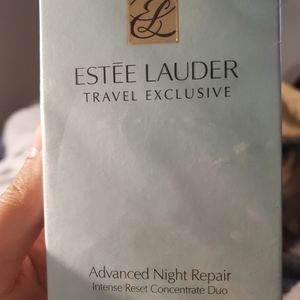 EL
ESTĒE LAUDER
TRAVEL EXCLUSIVE
Advanced Night Repair
Intense Reset Concentrate Duo